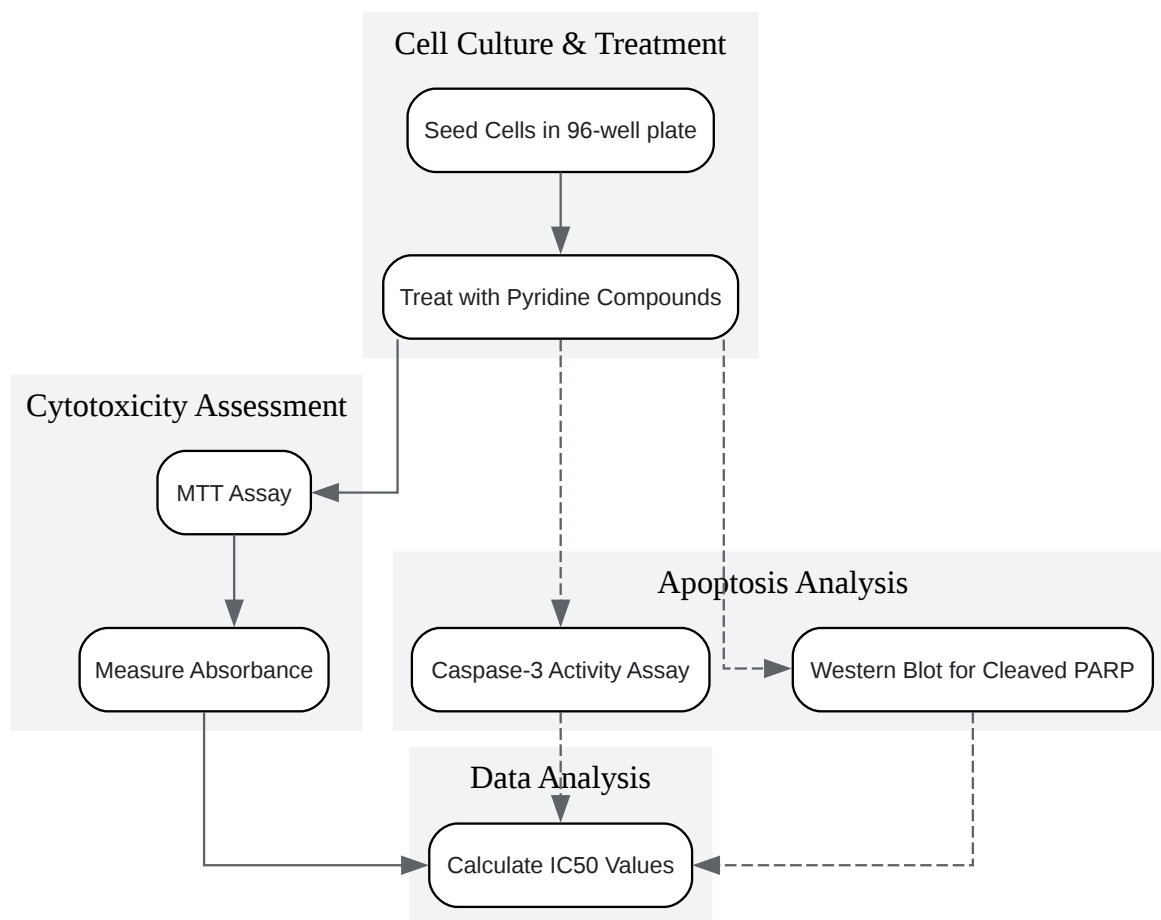 Cell Culture & Treatment
Seed Cells in 96-well plate
Treat with Pyridine Compounds
Cytotoxicity Assessment
MTT Assay
Measure Absorbance
Apoptosis Analysis
Caspase-3 Activity Assay
Western Blot for Cleaved PARP
Data Analysis
Calculate IC50 Values